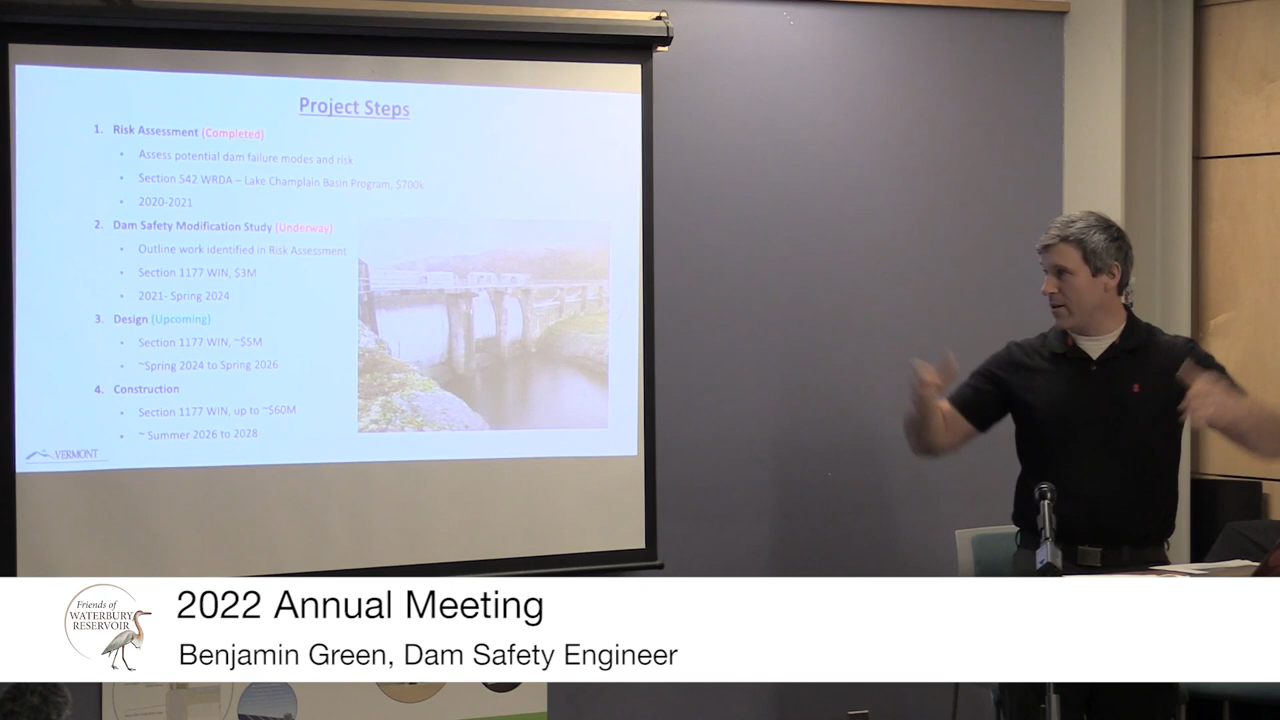 Project Steps
1. Risk Assessment (Completed)
• Assess potential dam failure modes and risk
• Section 542 WRDA – Lake Champlain Basin Program, $700k
• 2020-2021
2. Dam Safety Modification Study (Underway)
• Outline work identified in Risk Assessment
• Section 1177 WIN, $3M
• 2021- Spring 2024
3. Design (Upcoming)
• Section 1177 WIN, ~$5M
• ~Spring 2024 to Spring 2026
4. Construction
• Section 1177 WIN, up to ~$60M
• ~ Summer 2026 to 2028
VERMONT
Friends of
WATERBURY
RESERVOIR
2022 Annual Meeting
Benjamin Green, Dam Safety Engineer